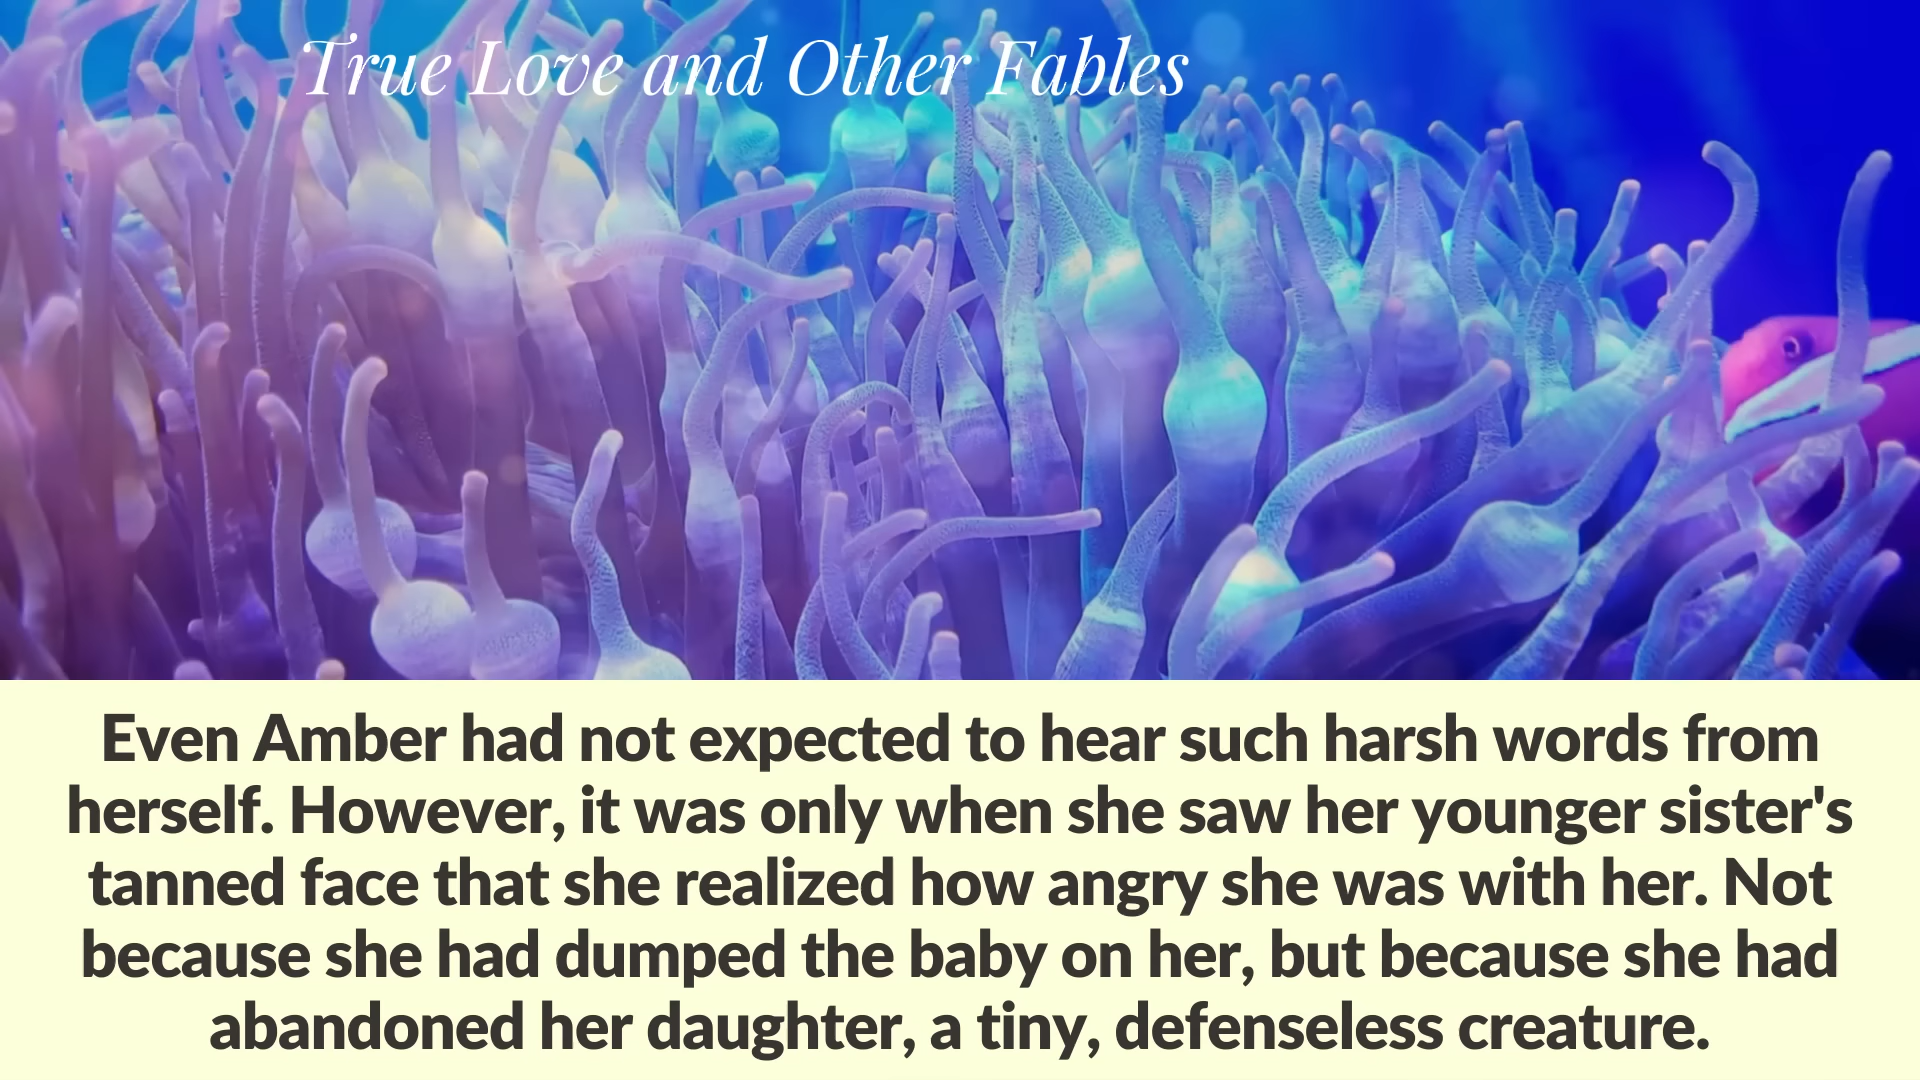 True Love and Other Fables
Even Amber had not expected to hear such harsh words from
herself. However, it was only when she saw her younger sister's
tanned face that she realized how angry she was with her. Not
because she had dumped the baby on her, but because she had
abandoned her daughter, a tiny, defenseless creature.